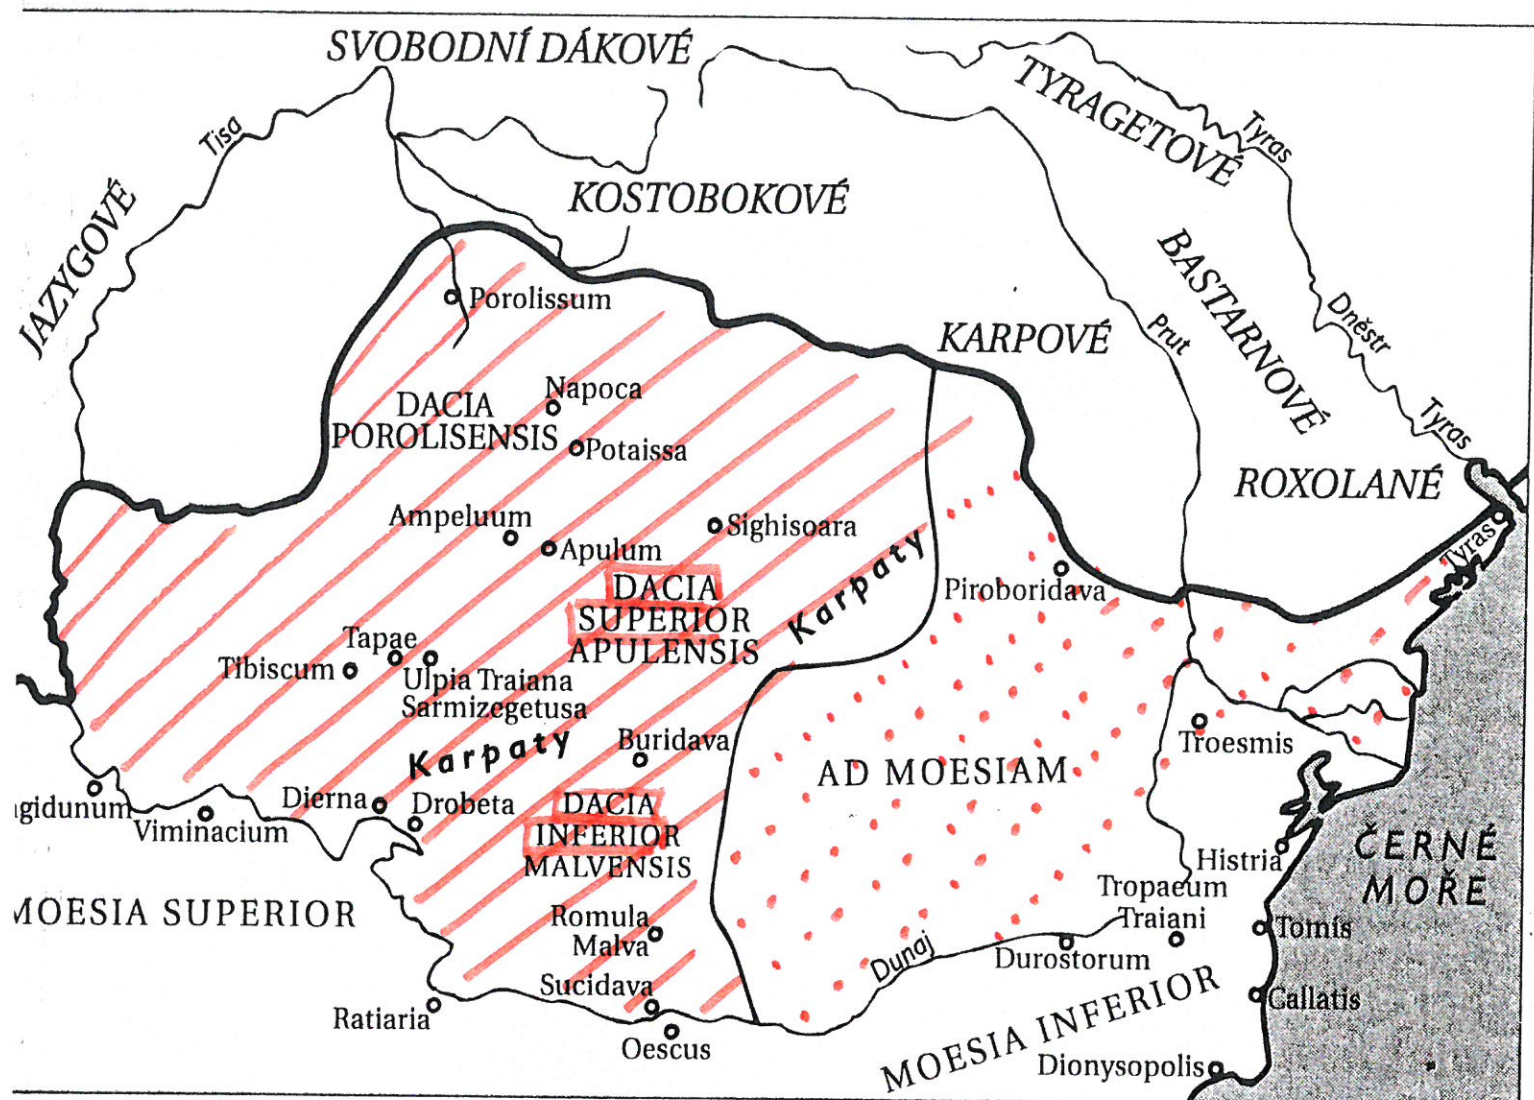 SVOBODNÍ DÁKOVÉ
TYRAGETOVÉ
Tyras
Tisa
KOSTOBOKOVÉ
JAZYGOVÉ
BASTARNOVÉ
Porolissum
KARPOVÉ
Prut
Dněstr
Napoca
DACIA
POROLISENSIS
Potaissa
Tyras
ROXOLANÉ
Ampeluum
Apulum
Sighisoara
Tyras
Karpaty
DACIA
SUPERIOR
APULENSIS
Piroboridava
Tapae
Tibiscum
Ulpia Traiana
Sarmizegetusa
Karpaty
Buridava
AD MOESIAM
Troesmis
gidunum
Viminacium
Dierna
Drobeta
DACIA
INFERIOR
MALVENSIS
Histria
ČERNÉ
MOŘE
MOESIA SUPERIOR
Romula
Malva
Tropaeum
Traiani
Tomis
Dunaj
Durostorum
Sucidava
Ratiaria
Callatis
Oescus
MOESIA INFERIOR
Dionysopolis